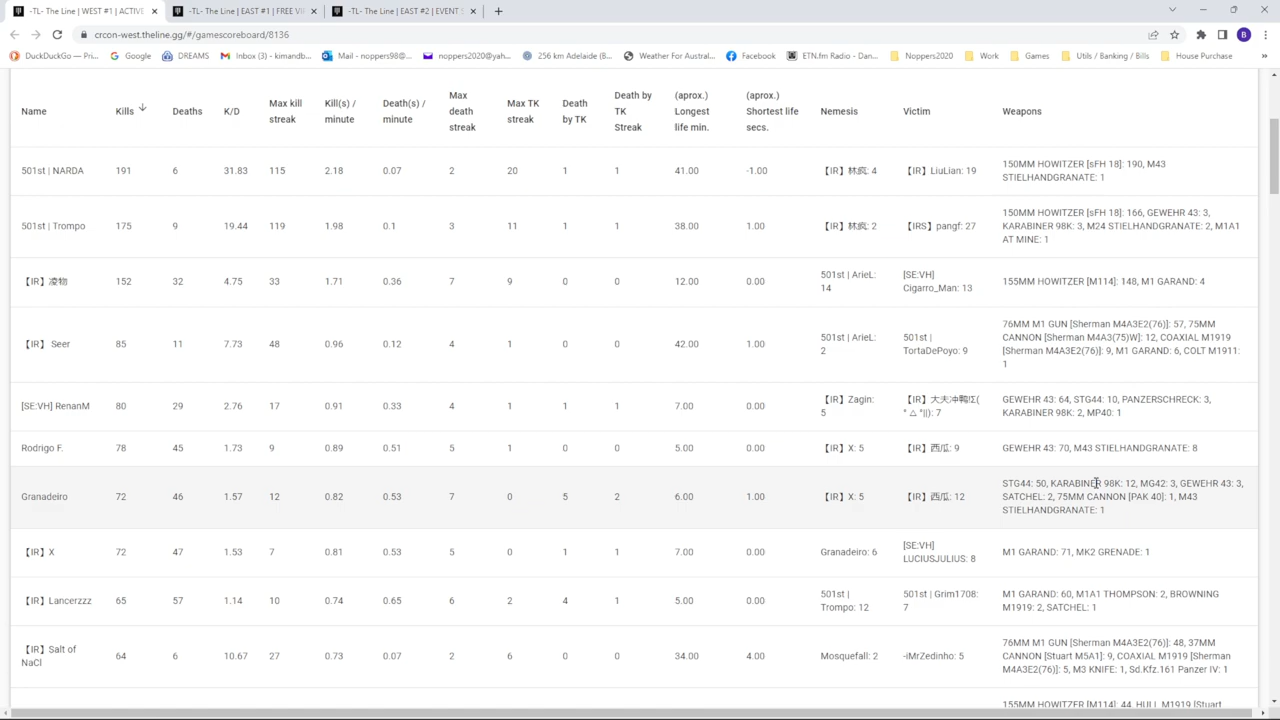 -TL- The Line | WEST #1 | ACTIVE
-TL- The Line | EAST #1 | FREE VI
-TL- The Line | EAST #2 | EVENT S
crcon-west.theline.gg/#/gamescoreboard/8136
DuckDuckGo — Pri... Google DREAMS Inbox (3) - kimandb... Mail - noppers98@... noppers2020@yah... 256 km Adelaide (B... Weather For Austral... Facebook ETN.fm Radio - Dan... Noppers2020 Work Games Utils / Banking / Bills House Purchase »
Name Kills Deaths K/D Max kill streak Kill(s) / minute Death(s) / minute Max death streak Max TK streak Death by TK Death by TK Streak (aprox.) Longest life min. (aprox.) Shortest life secs. Nemesis Victim Weapons
501st | NARDA 191 6 31.83 115 2.18 0.07 2 20 1 1 41.00 -1.00 【IR】林疯: 4 【IR】LiuLian: 19 150MM HOWITZER [sFH 18]: 190, M43
STIELHANDGRANATE: 1
501st | Trompo 175 9 19.44 119 1.98 0.1 3 11 1 1 38.00 1.00 【IR】林疯: 2 【IRS】pangf: 27 150MM HOWITZER [sFH 18]: 166, GEWEHR 43: 3,
KARABINER 98K: 3, M24 STIELHANDGRANATE: 2, M1A1
AT MINE: 1
【IR】凌物 152 32 4.75 33 1.71 0.36 7 9 0 0 12.00 0.00 501st | ArieL: 14 [SE:VH] Cigarro_Man: 13 155MM HOWITZER [M114]: 148, M1 GARAND: 4
【IR】Seer 85 11 7.73 48 0.96 0.12 4 1 0 0 42.00 1.00 501st | ArieL: 2 501st | TortaDePoyo: 9 76MM M1 GUN [Sherman M4A3E2(76)]: 57, 75MM
CANNON [Sherman M4A3(75)W]: 12, COAXIAL M1919
[Sherman M4A3E2(76)]: 9, M1 GARAND: 6, COLT M1911:
1
[SE:VH] RenanM 80 29 2.76 17 0.91 0.33 4 1 1 1 7.00 0.00 【IR】Zagin: 5 【IR】大夫冲鸭!Σ( ° △ °||): 7 GEWEHR 43: 64, STG44: 10, PANZERSCHRECK: 3,
KARABINER 98K: 2, MP40: 1
Rodrigo F. 78 45 1.73 9 0.89 0.51 5 1 0 0 5.00 0.00 【IR】X: 5 【IR】西瓜: 9 GEWEHR 43: 70, M43 STIELHANDGRANATE: 8
Granadeiro 72 46 1.57 12 0.82 0.53 7 0 5 2 6.00 1.00 【IR】X: 5 【IR】西瓜: 12 STG44: 50, KARABINER 98K: 12, MG42: 3, GEWEHR 43: 3,
SATCHEL: 2, 75MM CANNON [PAK 40]: 1, M43
STIELHANDGRANATE: 1
【IR】X 72 47 1.53 7 0.81 0.53 5 0 1 1 7.00 0.00 Granadeiro: 6 [SE:VH] LUCIUSJULIUS: 8 M1 GARAND: 71, MK2 GRENADE: 1
【IR】Lancerzzz 65 57 1.14 10 0.74 0.65 6 2 4 1 5.00 0.00 501st | Trompo: 12 501st | Grim1708: 7 M1 GARAND: 60, M1A1 THOMPSON: 2, BROWNING
M1919: 2, SATCHEL: 1
【IR】Salt of NaCl 64 6 10.67 27 0.73 0.07 2 6 0 0 34.00 4.00 Mosquefall: 2 -iMrZedinho: 5 76MM M1 GUN [Sherman M4A3E2(76)]: 48, 37MM
CANNON [Stuart M5A1]: 9, COAXIAL M1919 [Sherman
M4A3E2(76)]: 5, M3 KNIFE: 1, Sd.Kfz.161 Panzer IV: 1
155MM HOWITZER [M114]: 44, HULL M1919 [Stuart